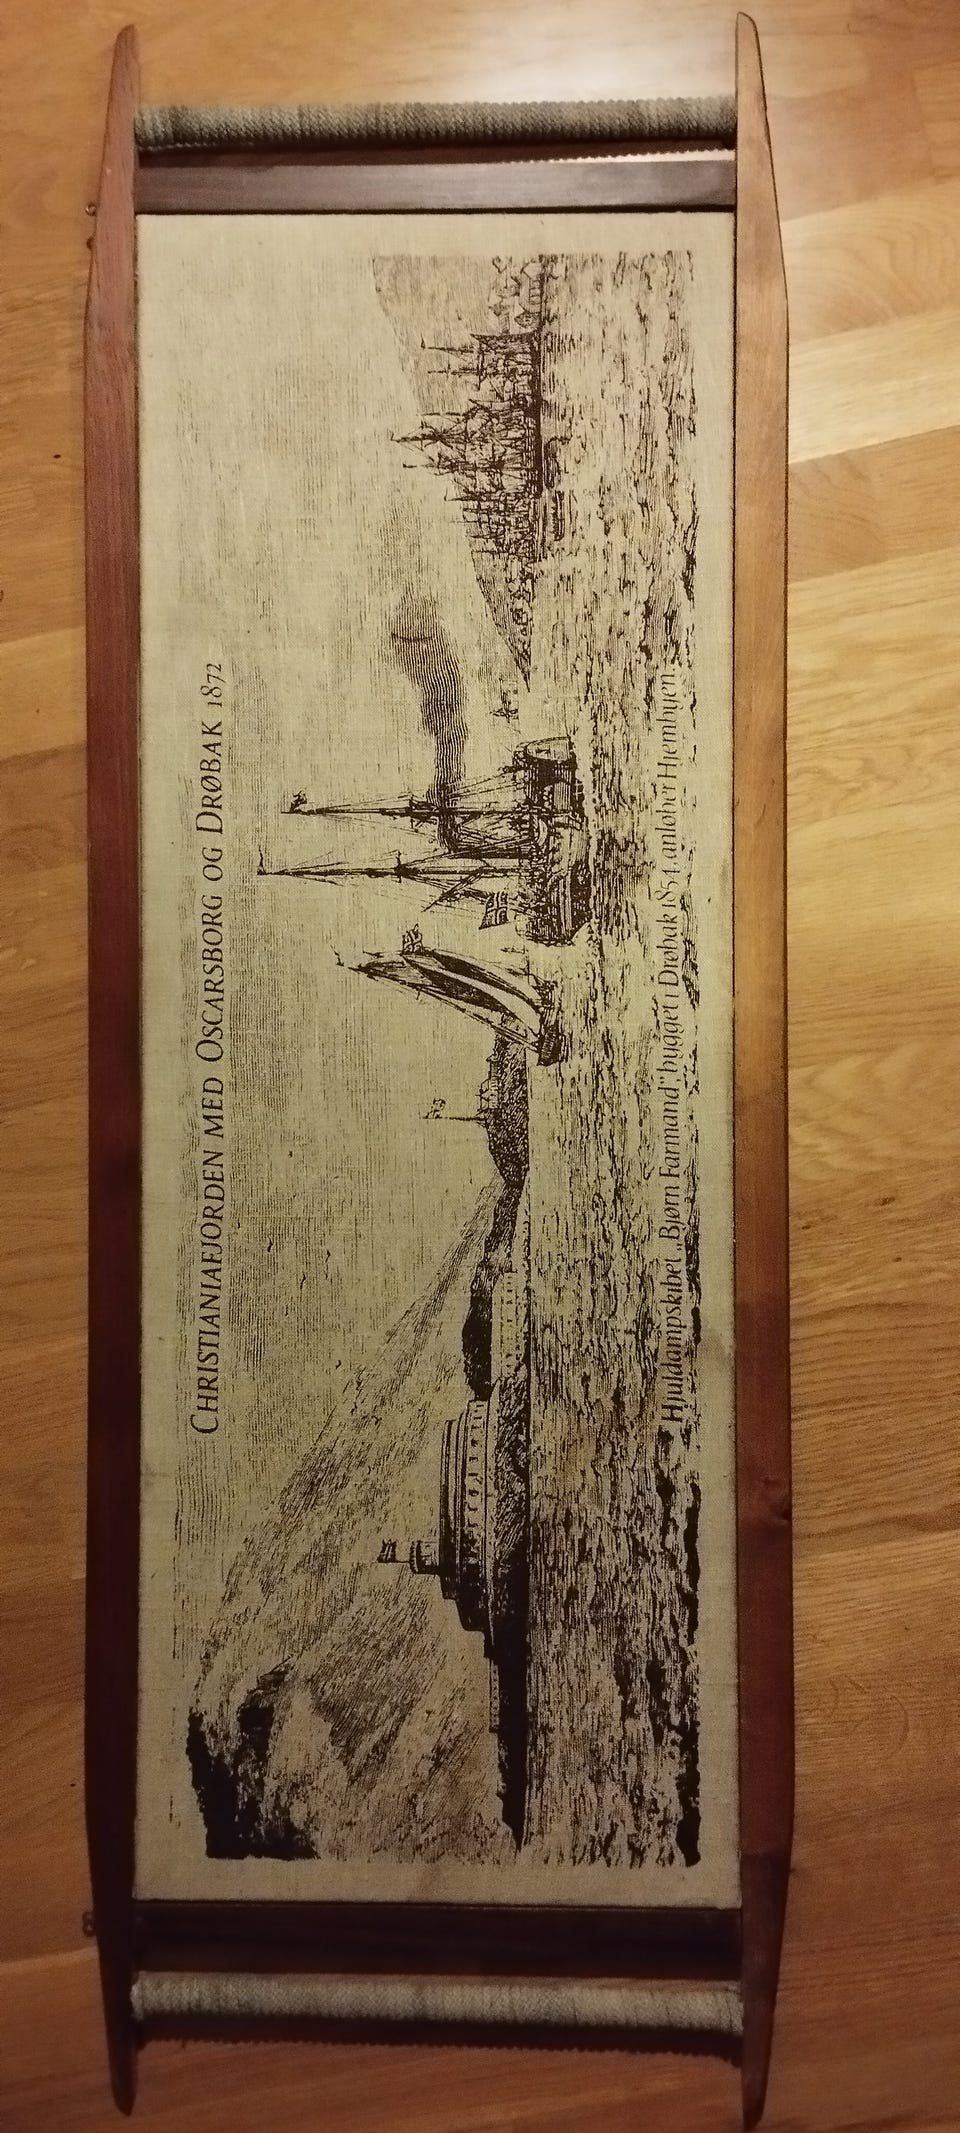 CHRISTIANIAFJORDEN MED OSCARSBORG OG DRØBAK 1872
Hjuldampskibet „Bjørn Farmand" bygget i Drøbak 1854, anløber Hjembyen.